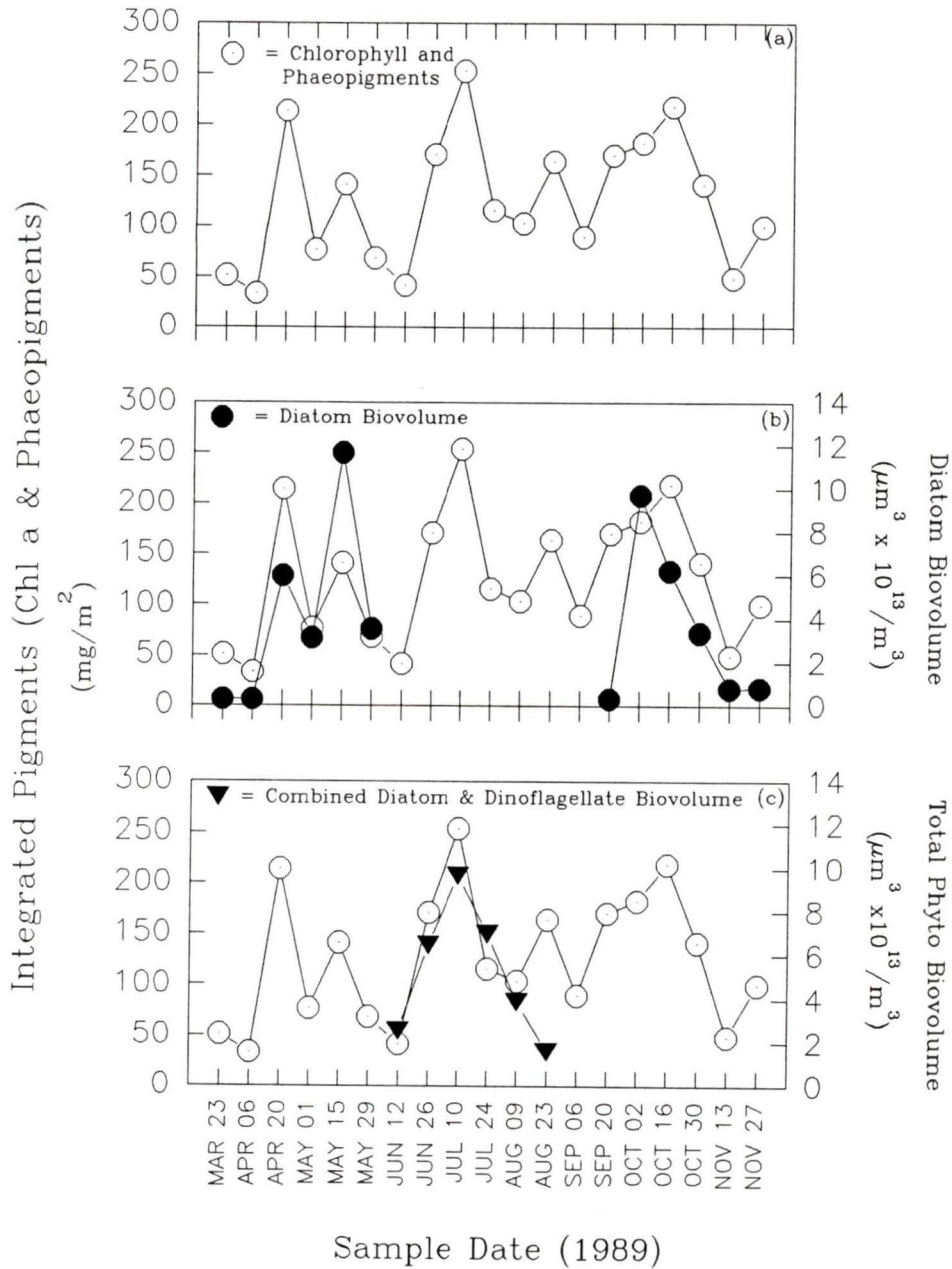 Integrated Pigments (Chl a & Phaeopigments)
(mg/m²)
300
250
200
150
100
50
0
(a)
= Chlorophyll and
Phaeopigments
300
250
200
150
100
50
0
(b)
= Diatom Biovolume
14
12
10
8
6
4
2
0
Diatom Biovolume
(μm³ x 10¹³/m³)
300
250
200
150
100
50
0
= Combined Diatom & Dinoflagellate Biovolume (c)
14
12
10
8
6
4
2
0
Total Phyto Biovolume
(μm³ x10¹³/m³)
MAR 23
APR 06
APR 20
MAY 01
MAY 15
MAY 29
JUN 12
JUN 26
JUL 10
JUL 24
AUG 09
AUG 23
SEP 06
SEP 20
OCT 02
OCT 16
OCT 30
NOV 13
NOV 27
Sample Date (1989)